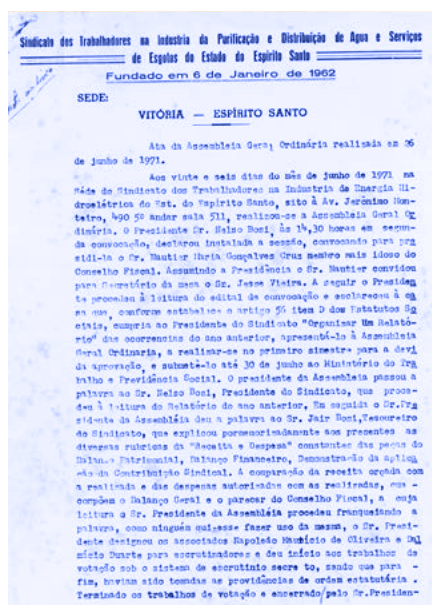 Sindicato dos Trabalhadores na Industria da Purificação e Distribuição de Agua e Serviços
de Esgotos do Estado do Espírito Santo
Fundado em 6 de Janeiro de 1962
SEDE:
VITÓRIA — ESPÍRITO SANTO
Ata da Assembleia Geral Ordinária realizada em 26
de junho de 1971.
Aos vinte e seis dias do mês de junho de 1971 na
Séde do Sindicato dos Trabalhadores na Industria de Energia Hi-
droelétrica do Est. do Espírito Santo, sito à Av. Jerônimo Mon-
teiro, 490 5º andar sala 511, realizou-se a Assembleia Geral Or
dinária. O Presidente Sr. Nelso Bosi, às 14,30 horas em segun-
da convocação, declarou instalada a sessão, convocando para pre
sidi-la o Sr. Nautier Maria Gonçalves Cruz membro mais idoso do
Conselho Fiscal. Assumindo a Presidência o Sr. Nautier convidou
para Secretário da mesa o Sr. Jesse Vieira. A seguir o Presiden
te procedeu à leitura do edital de convocação e esclareceu à ca
sa que, conforme estabelece o artigo 56 item D dos Estatutos So
ciais, cumpria ao Presidente do Sindicato "Organizar Um Relató-
rio" das ocorrencias do ano anterior, apresentá-lo à Assembleia
Geral Ordinaria, a realizar-se no primeiro simestre para a devi
da aprovação, e submetê-lo até 30 de junho ao Ministério do Tra
balho e Previdência Social. O presidente da Assembleia passou a
palavra ao Sr. Nelso Bosi, Presidente do Sindicato, que proce-
deu à leitura do Relatório do ano anterior. Em seguida o Sr. Pre
sidente da Assembléia deu a palavra ao Sr. Jair Bosi, Tesoureiro
do Sindicato, que explicou pormenorizadamente aos presentes as
diversas rubricas da "Receita e Despesa" constantes das peças do
Balanço Patrimonial, Balanço Financeiro, Demonstração da aplica
ção da Contribuição Sindical. A comparação da receita orçada com
a realizada e das despesas autorizadas com as realizadas, que
compõem o Balanço Geral e o parecer do Conselho Fiscal, a cuja
leitura o Sr. Presidente da Assembléia procedeu franqueando a
palavra, como ninguém quisesse fazer uso da mesma, o Sr. Presi-
dente designou os associados Napoleão Maurício de Oliveira e Dal
mácio Duarte para escrutinadores e deu início aos trabalhos de
votação sob o sistema de escrutinio secreto, sendo que para
fim, haviam sido tomadas as providências de ordem estatutária.
Terminado os trabalhos de votação e encerrado/pelo Sr. Presiden-